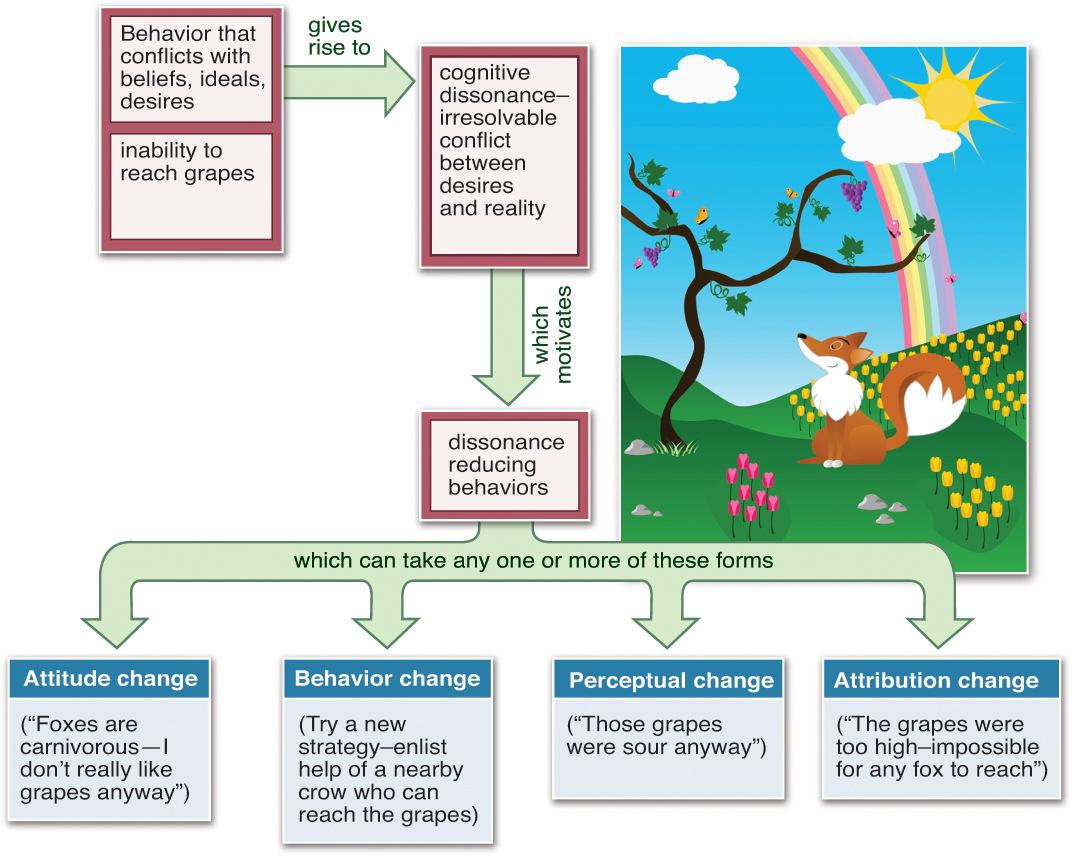 Behavior that
conflicts with
beliefs, ideals,
desires
inability to
reach grapes
gives
rise to
cognitive
dissonance–
irresolvable
conflict
between
desires
and reality
which
motivates
dissonance
reducing
behaviors
which can take any one or more of these forms
Attitude change
(“Foxes are
carnivorous—I
don’t really like
grapes anyway”)
Behavior change
(Try a new
strategy–enlist
help of a nearby
crow who can
reach the grapes)
Perceptual change
(“Those grapes
were sour anyway”)
Attribution change
(“The grapes were
too high–impossible
for any fox to reach”)